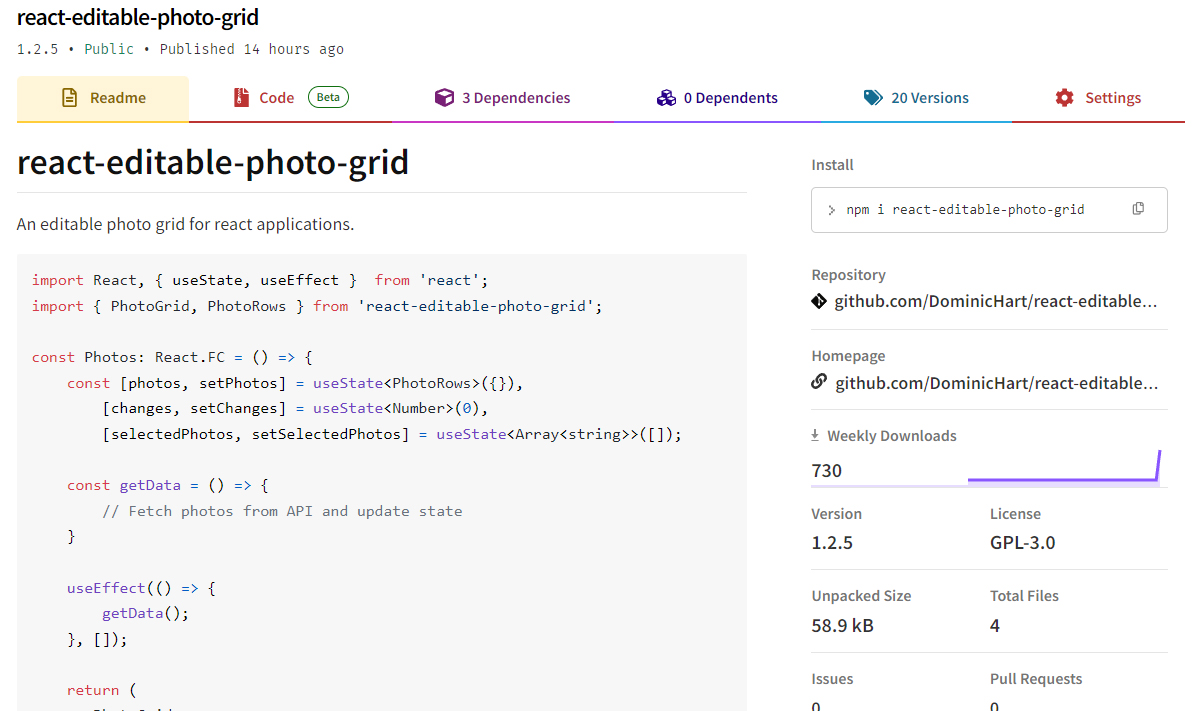 react-editable-photo-grid
1.2.5 • Public • Published 14 hours ago
Readme
Code Beta
3 Dependencies
0 Dependents
20 Versions
Settings
react-editable-photo-grid
An editable photo grid for react applications.
import React, { useState, useEffect }  from 'react';
import { PhotoGrid, PhotoRows } from 'react-editable-photo-grid';
const Photos: React.FC = () => {
    const [photos, setPhotos] = useState<PhotoRows>({}),
        [changes, setChanges] = useState<Number>(0),
        [selectedPhotos, setSelectedPhotos] = useState<Array<string>>([]);
    const getData = () => {
        // Fetch photos from API and update state
    }
    useEffect(() => {
        getData();
    }, []);
    return (
Install
> npm i react-editable-photo-grid
Repository
github.com/DominicHart/react-editable...
Homepage
github.com/DominicHart/react-editable...
Weekly Downloads
730
Version
License
1.2.5
GPL-3.0
Unpacked Size
Total Files
58.9 kB
4
Issues
Pull Requests
0
0